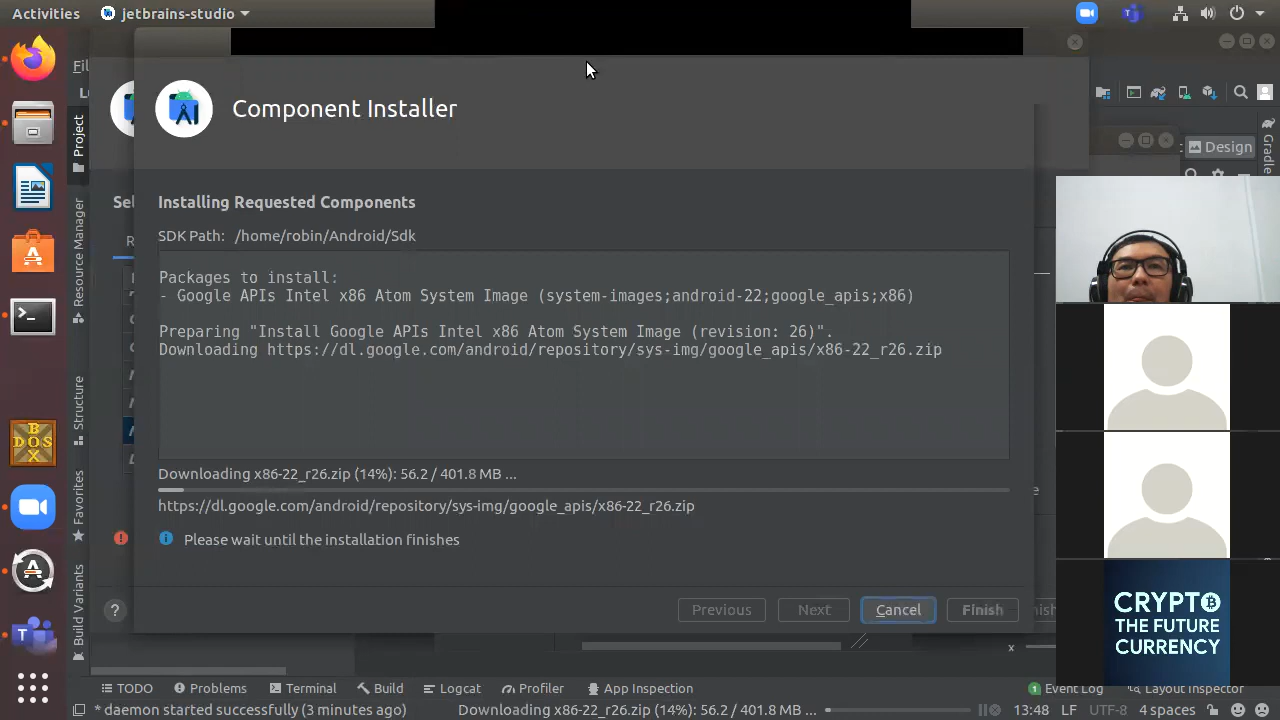 Activities
jetbrains-studio
Fil
Component Installer
Project
Design
Gradle
Installing Requested Components
Sel
SDK Path: /home/robin/Android/Sdk
Resource Manager
Packages to install:
- Google APIs Intel x86 Atom System Image (system-images;android-22;google_apis;x86)
Preparing "Install Google APIs Intel x86 Atom System Image (revision: 26)".
Downloading https://dl.google.com/android/repository/sys-img/google_apis/x86-22_r26.zip
Structure
Downloading x86-22_r26.zip (14%): 56.2 / 401.8 MB ...
https://dl.google.com/android/repository/sys-img/google_apis/x86-22_r26.zip
Favorites
Please wait until the installation finishes
BOX
DOS
Build Variants
?
Previous
Next
Cancel
Finish
nish
CRYPTO
THE FUTURE
CURRENCY
x
TODO
Problems
Terminal
Build
Logcat
Profiler
App Inspection
1 Event Log
Layout Inspector
* daemon started successfully (3 minutes ago)
Downloading x86-22_r26.zip (14%): 56.2 / 401.8 MB ...
13:48
LF
UTF-8
4 spaces